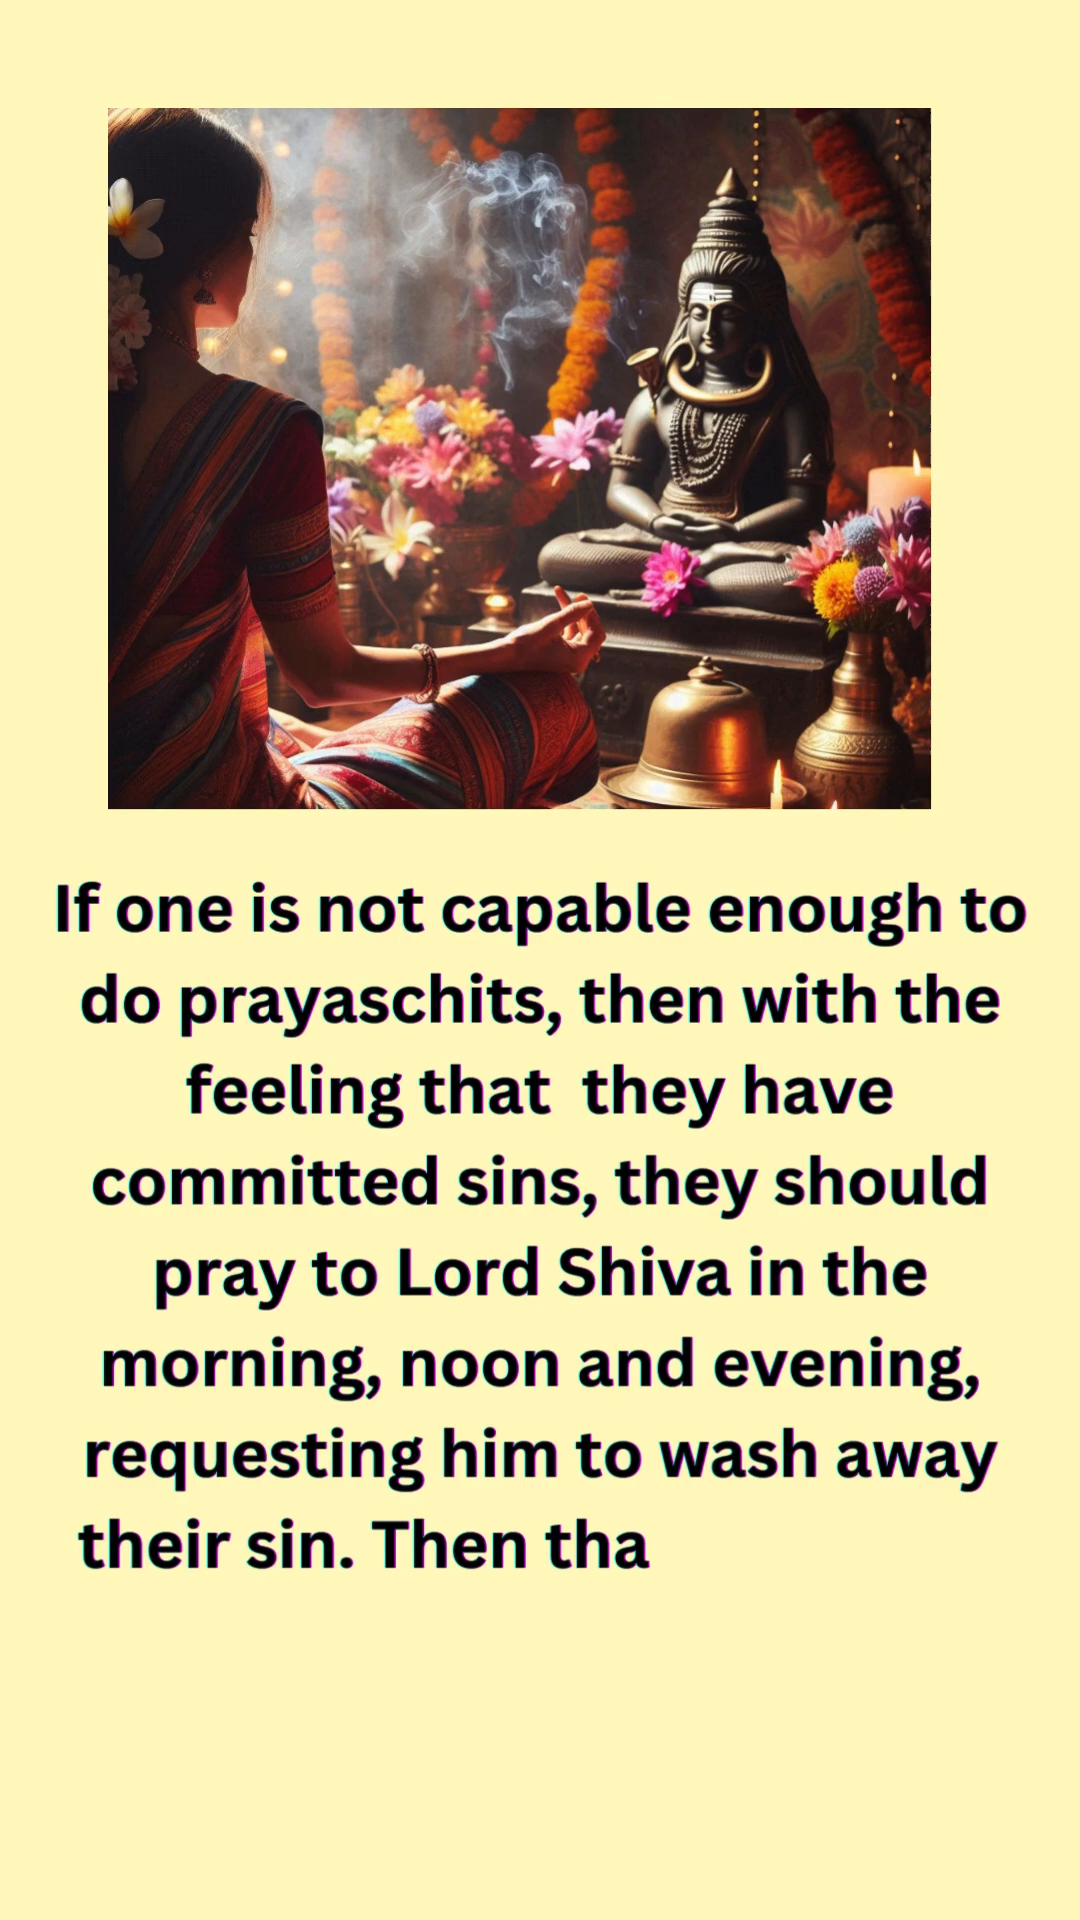 If one is not capable enough to
do prayaschits, then with the
feeling that  they have
committed sins, they should
pray to Lord Shiva in the
morning, noon and evening,
requesting him to wash away
their sin. Then tha